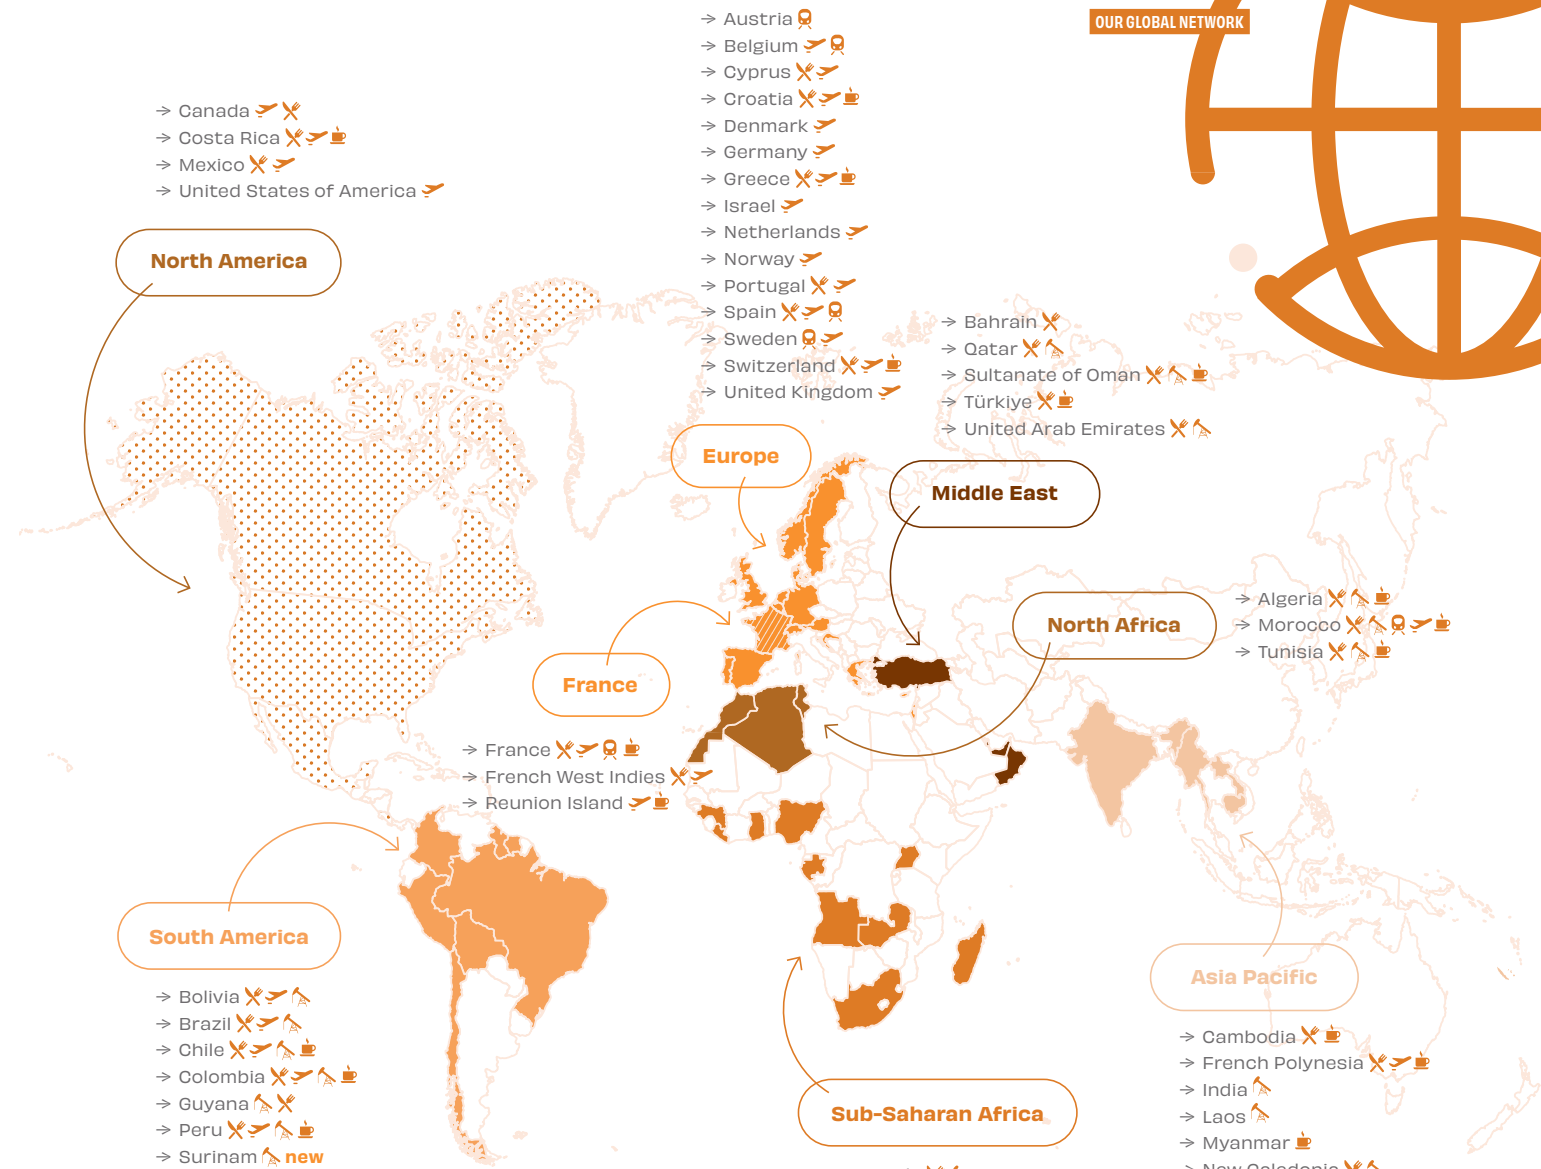 OUR GLOBAL NETWORK
→ Canada
→ Costa Rica
→ Mexico
→ United States of America
North America
→ Austria
→ Belgium
→ Cyprus
→ Croatia
→ Denmark
→ Germany
→ Greece
→ Israel
→ Netherlands
→ Norway
→ Portugal
→ Spain
→ Sweden
→ Switzerland
→ United Kingdom
Europe
→ Bahrain
→ Qatar
→ Sultanate of Oman
→ Türkiye
→ United Arab Emirates
Middle East
North Africa
→ Algeria
→ Morocco
→ Tunisia
France
→ France
→ French West Indies
→ Reunion Island
South America
→ Bolivia
→ Brazil
→ Chile
→ Colombia
→ Guyana
→ Peru
→ Surinam new
Sub-Saharan Africa
Asia Pacific
→ Cambodia
→ French Polynesia
→ India
→ Laos
→ Myanmar
→ New Caledonia